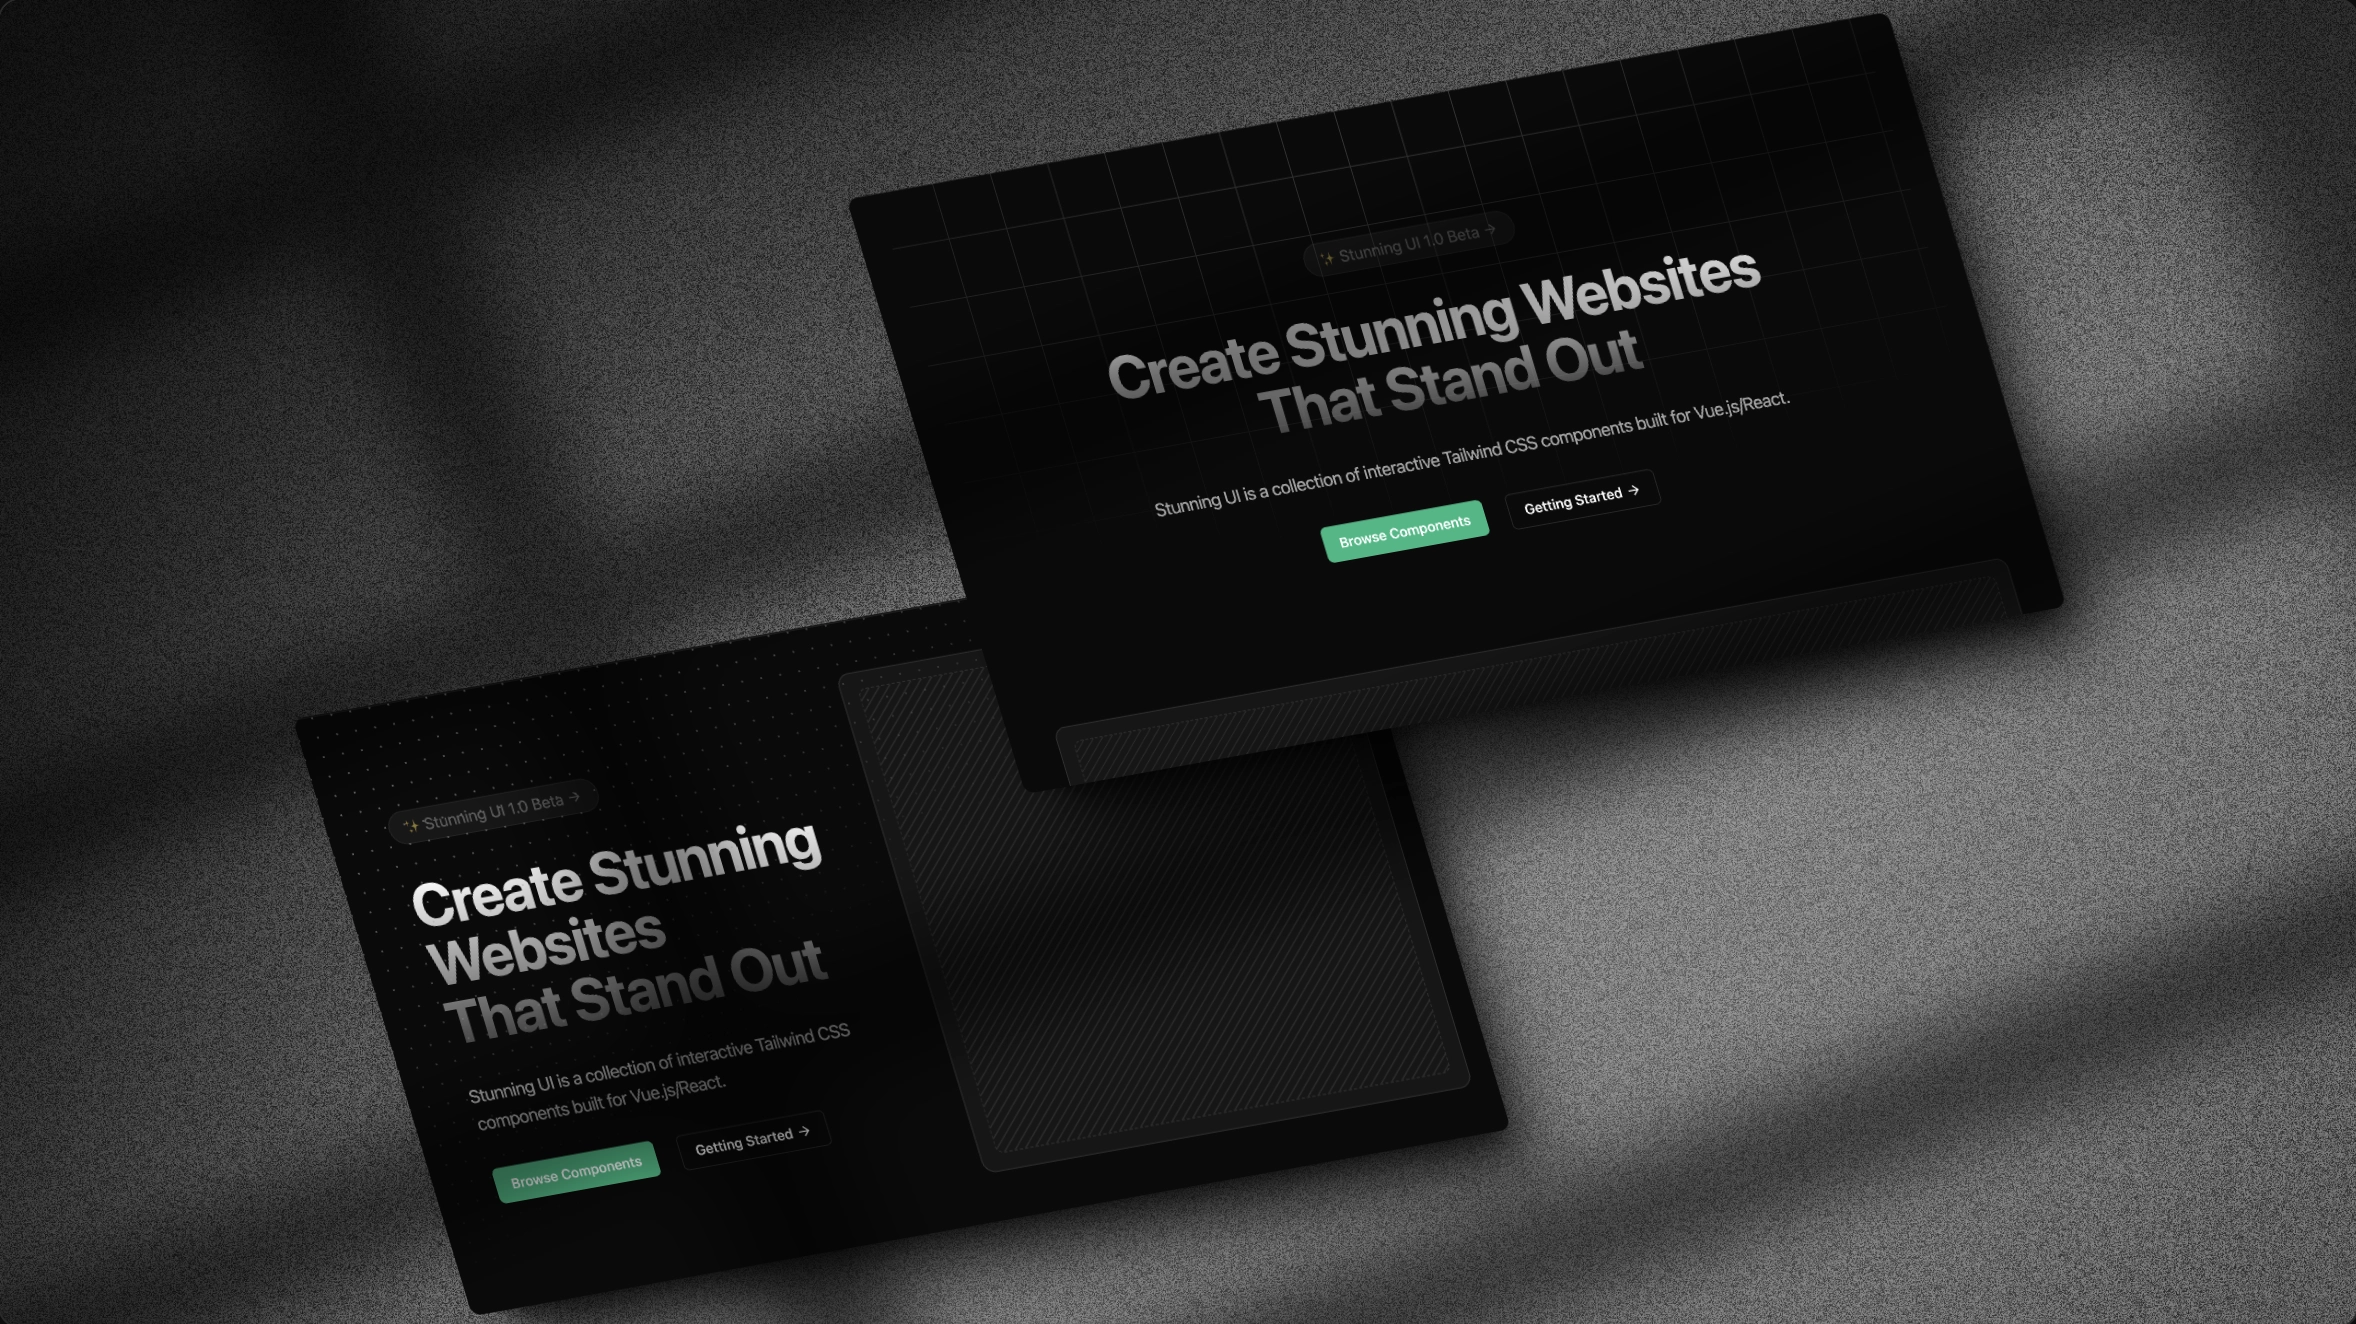 ✨ Stunning UI 1.0 Beta →
Create Stunning Websites
That Stand Out
Stunning UI is a collection of interactive Tailwind CSS components built for Vue.js/React.
Browse Components
Getting Started →
✨ Stunning UI 1.0 Beta →
Create Stunning
Websites
That Stand Out
Stunning UI is a collection of interactive Tailwind CSS
components built for Vue.js/React.
Browse Components
Getting Started →